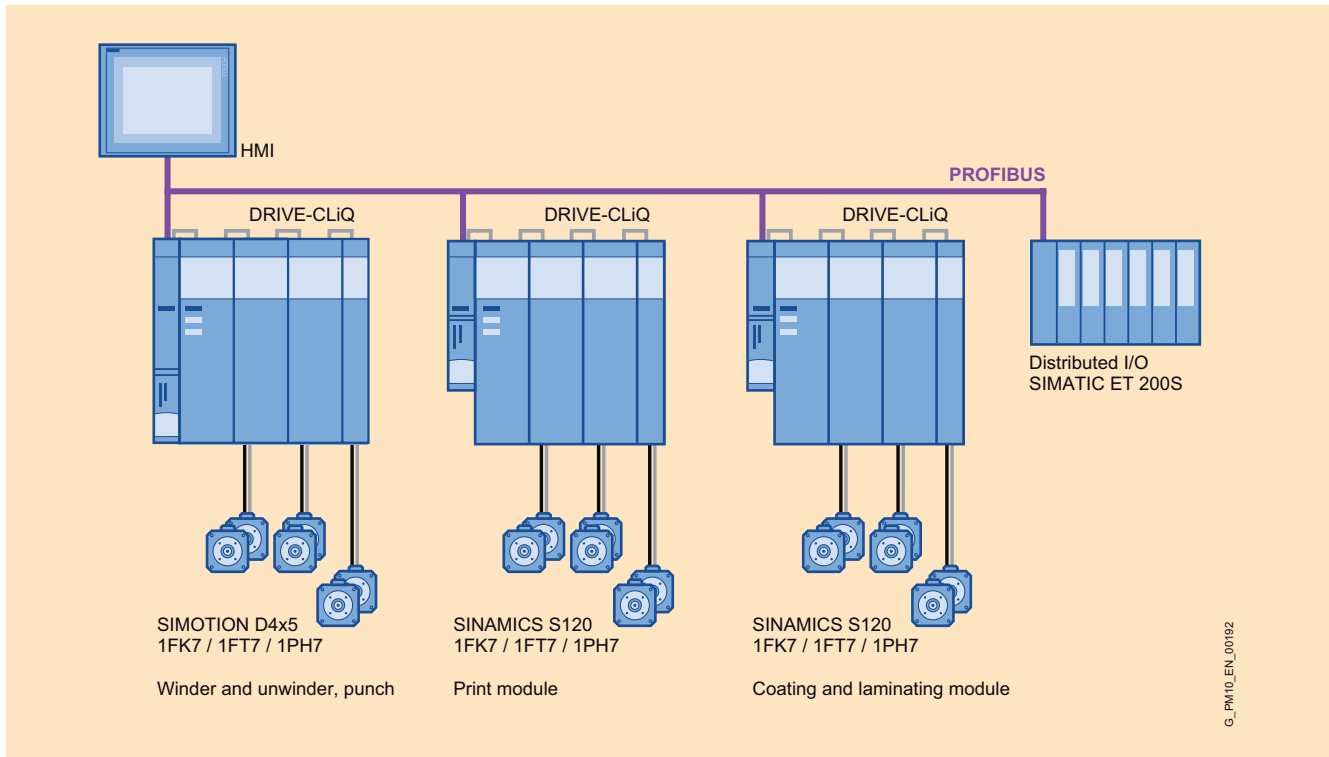 HMI
PROFIBUS
DRIVE-CLiQ
DRIVE-CLiQ
DRIVE-CLiQ
Distributed I/O
SIMATIC ET 200S
SIMOTION D4x5
1FK7 / 1FT7 / 1PH7
Winder and unwinder, punch
SINAMICS S120
1FK7 / 1FT7 / 1PH7
Print module
SINAMICS S120
1FK7 / 1FT7 / 1PH7
Coating and laminating module
G_PM10_EN_00192